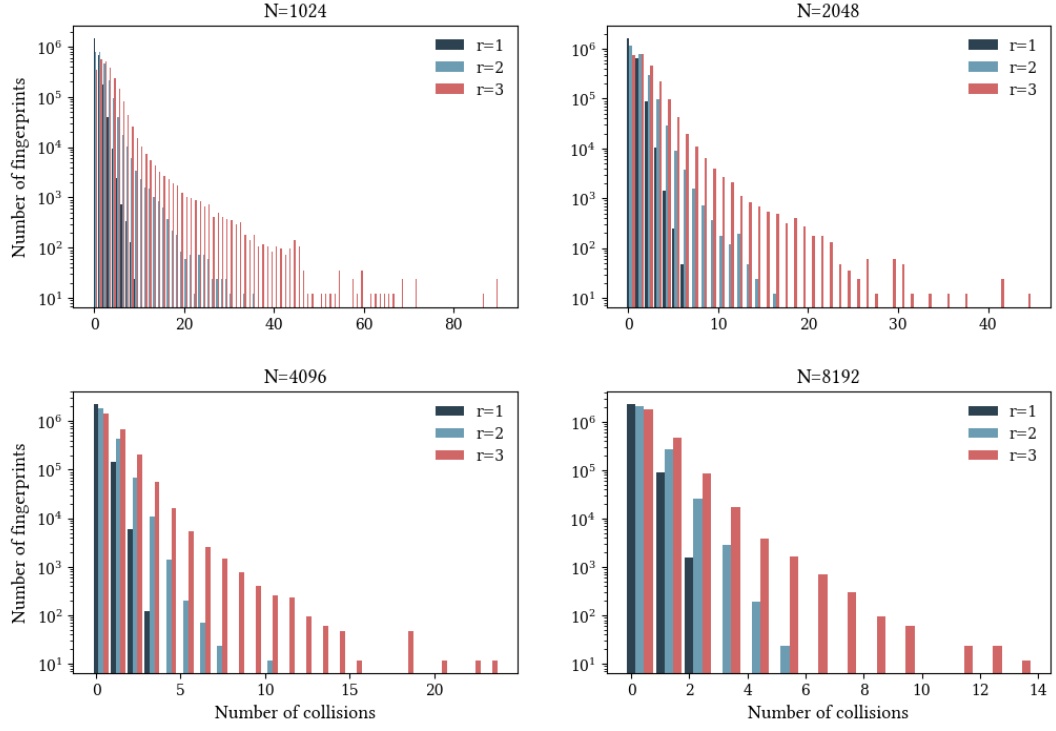 N=1024
Number of fingerprints
10^6
10^5
10^4
10^3
10^2
10^1
0 20 40 60 80
r=1
r=2
r=3
N=2048
10^6
10^5
10^4
10^3
10^2
10^1
0 10 20 30 40
r=1
r=2
r=3
N=4096
Number of fingerprints
10^6
10^5
10^4
10^3
10^2
10^1
0 5 10 15 20
Number of collisions
r=1
r=2
r=3
N=8192
10^6
10^5
10^4
10^3
10^2
10^1
0 2 4 6 8 10 12 14
Number of collisions
r=1
r=2
r=3